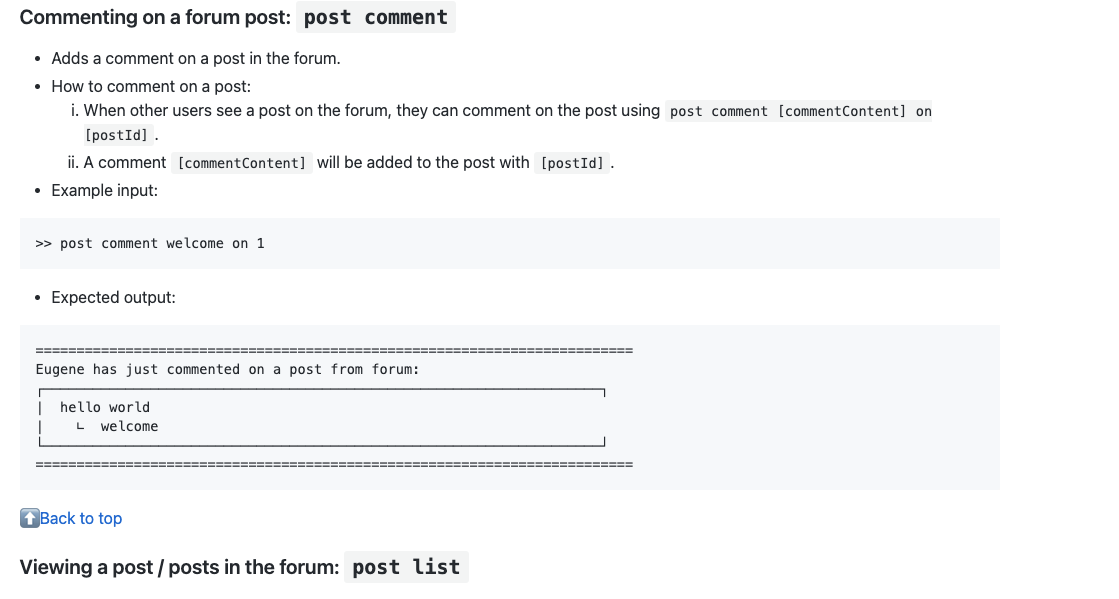 Commenting on a forum post: post comment
• Adds a comment on a post in the forum.
• How to comment on a post:
i. When other users see a post on the forum, they can comment on the post using post comment [commentContent] on
[postId] .
ii. A comment [commentContent] will be added to the post with [postId] .
• Example input:
>> post comment welcome on 1
• Expected output:
=========================================================================
Eugene has just commented on a post from forum:
┌─────────────────────────────────────────────────────────────────────┐
|  hello world
|    ∟  welcome
└─────────────────────────────────────────────────────────────────────┘
=========================================================================
⬆️Back to top
Viewing a post / posts in the forum: post list